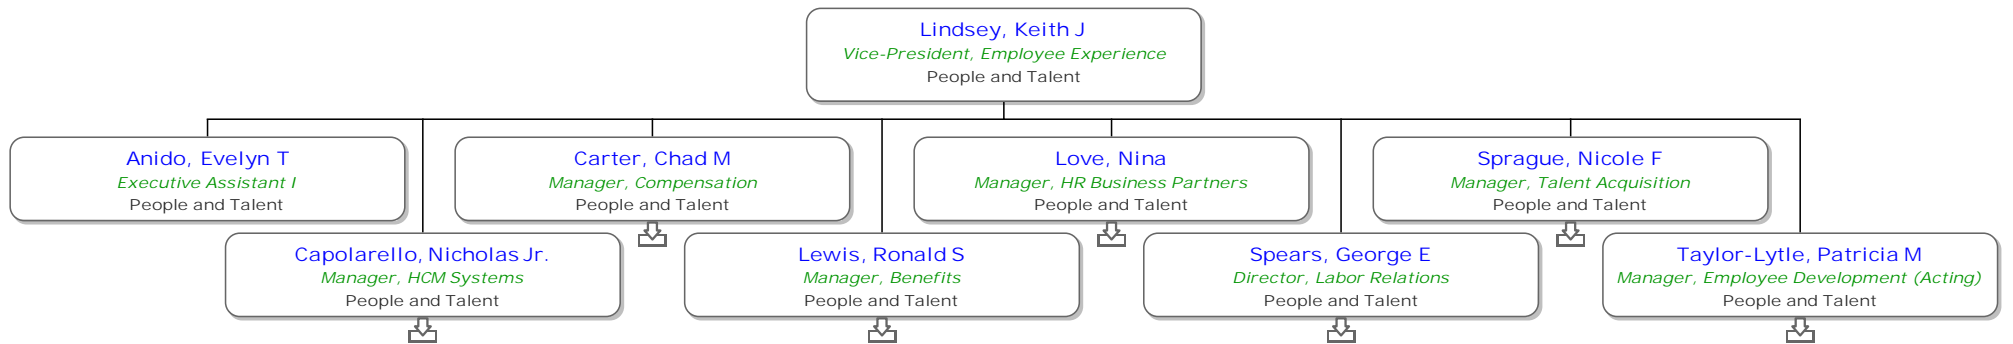 Lindsey, Keith J
Vice-President, Employee Experience
People and Talent
Anido, Evelyn T
Executive Assistant I
People and Talent
Carter, Chad M
Manager, Compensation
People and Talent
Love, Nina
Manager, HR Business Partners
People and Talent
Sprague, Nicole F
Manager, Talent Acquisition
People and Talent
Capolarello, Nicholas Jr.
Manager, HCM Systems
People and Talent
Lewis, Ronald S
Manager, Benefits
People and Talent
Spears, George E
Director, Labor Relations
People and Talent
Taylor-Lytle, Patricia M
Manager, Employee Development (Acting)
People and Talent